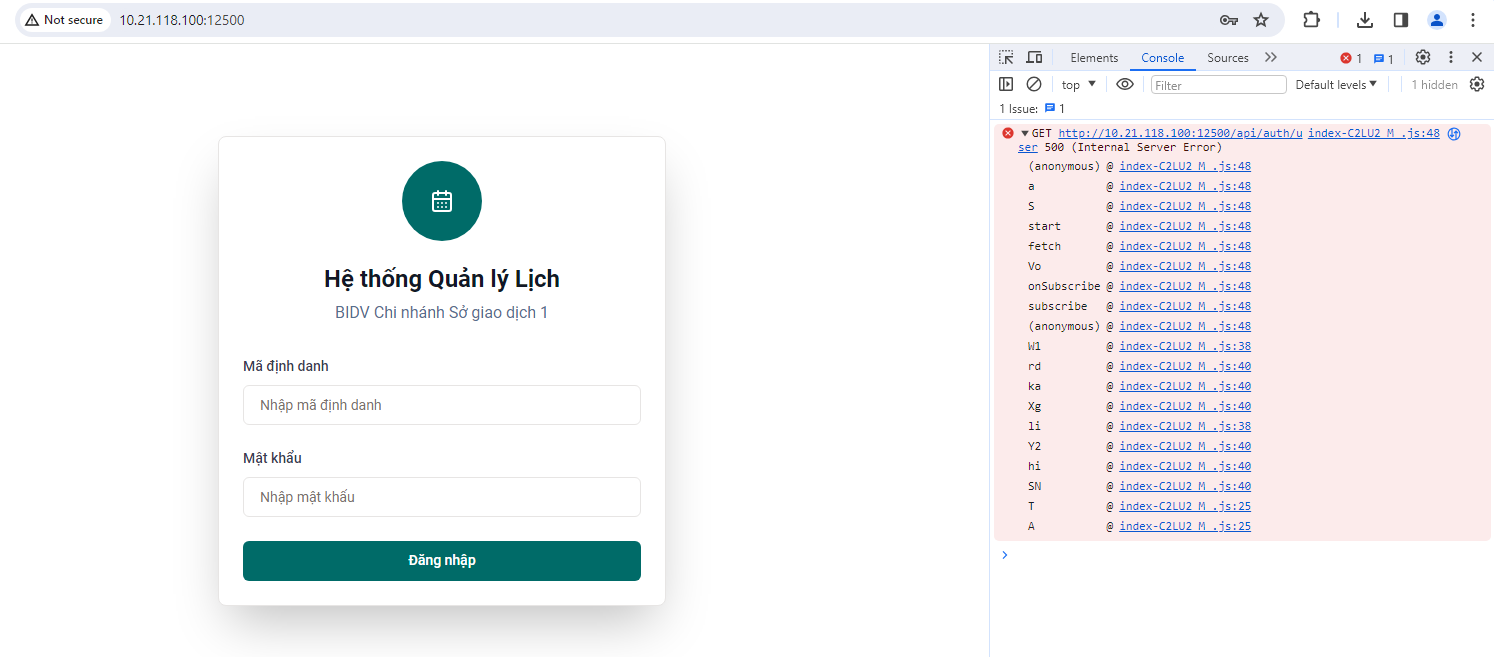 Not secure 10.21.118.100:12500
Hệ thống Quản lý Lịch
BIDV Chi nhánh Sở giao dịch 1
Mã định danh
Nhập mã định danh
Mật khẩu
Nhập mật khẩu
Đăng nhập
Elements Console Sources 1 1
top Filter Default levels 1 hidden
1 Issue: 1
GET http://10.21.118.100:12500/api/auth/u index-C2LU2_M_.js:48
ser 500 (Internal Server Error)
(anonymous) @ index-C2LU2_M_.js:48
a @ index-C2LU2_M_.js:48
S @ index-C2LU2_M_.js:48
start @ index-C2LU2_M_.js:48
fetch @ index-C2LU2_M_.js:48
Vo @ index-C2LU2_M_.js:48
onSubscribe @ index-C2LU2_M_.js:48
subscribe @ index-C2LU2_M_.js:48
(anonymous) @ index-C2LU2_M_.js:48
W1 @ index-C2LU2_M_.js:38
rd @ index-C2LU2_M_.js:40
ka @ index-C2LU2_M_.js:40
Xg @ index-C2LU2_M_.js:40
li @ index-C2LU2_M_.js:38
Y2 @ index-C2LU2_M_.js:40
hi @ index-C2LU2_M_.js:40
SN @ index-C2LU2_M_.js:40
T @ index-C2LU2_M_.js:25
A @ index-C2LU2_M_.js:25